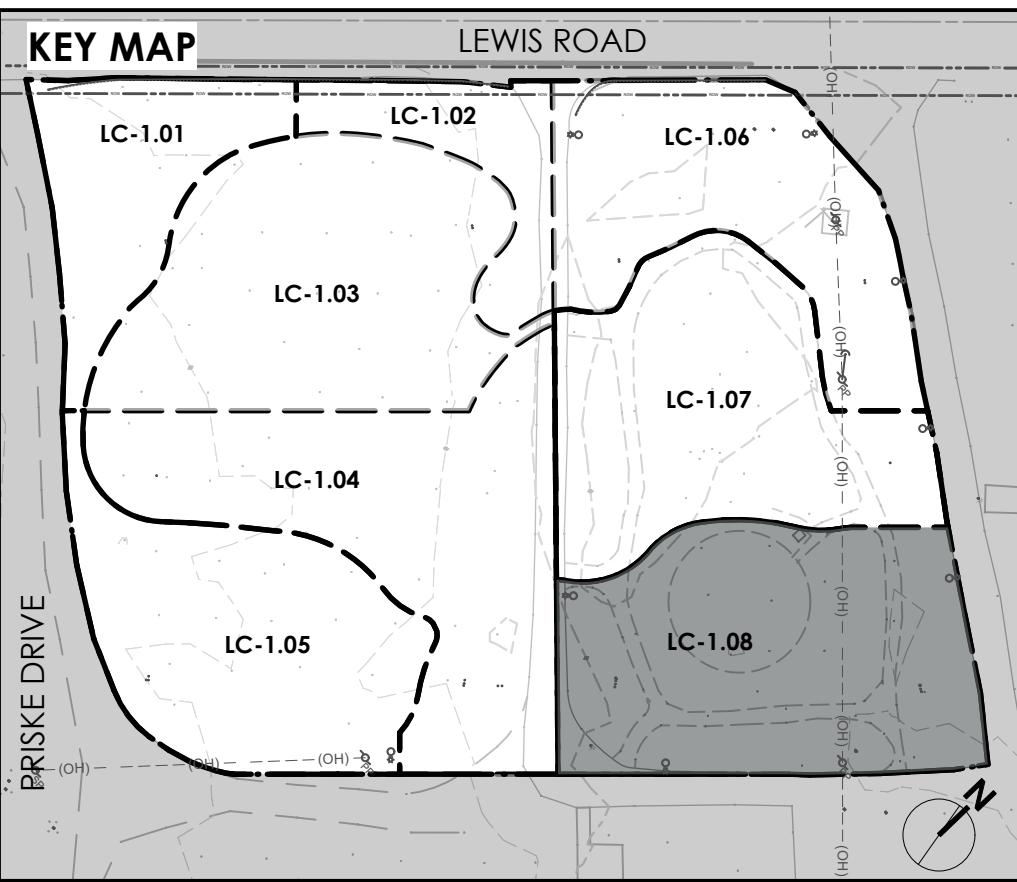 KEY MAP
LEWIS ROAD
LC-1.01
LC-1.02
LC-1.06
(OH)
(OH)
LC-1.03
(OH)
LC-1.07
(OH)
LC-1.04
(OH)
LC-1.05
LC-1.08
PRISKE DRIVE
(OH)
(OH)
(OH)
(OH)
(OH)
N